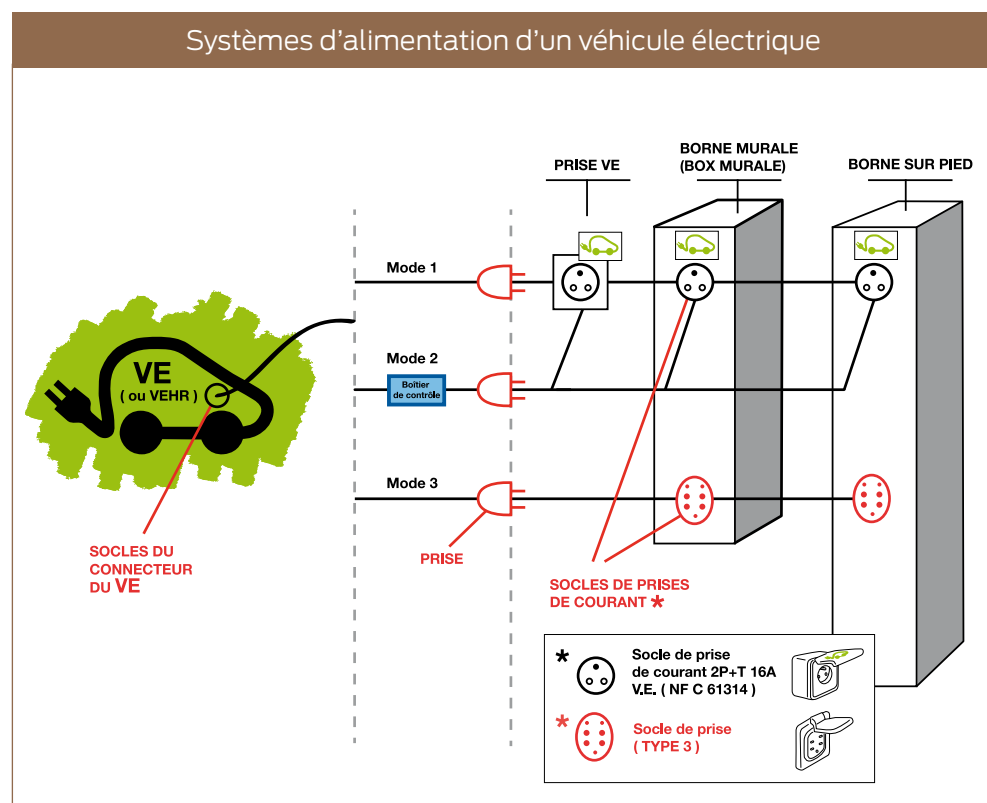 Systèmes d'alimentation d'un véhicule électrique
BORNE MURALE
(BOX MURALE)
PRISE VE
BORNE SUR PIED
Mode 1
Mode 2
Boîtier
de contrôle
VE
( ou VEHR )
Mode 3
SOCLES DU
CONNECTEUR
DU VE
PRISE
SOCLES DE PRISES
DE COURANT *
* Socle de prise
de courant 2P+T 16A
V.E. ( NF C 61314 )
* Socle de prise
( TYPE 3 )